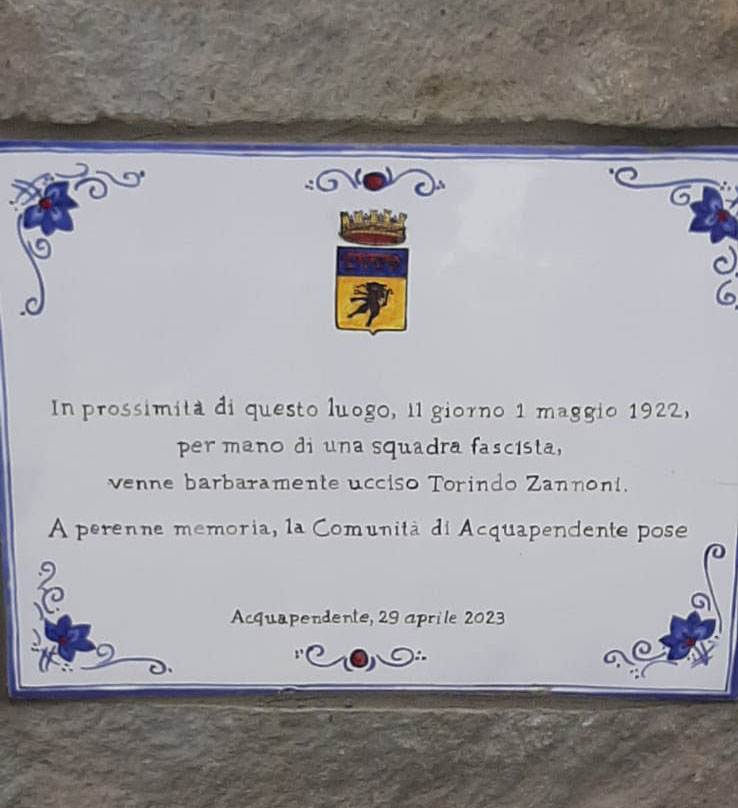 In prossimità di questo luogo, il giorno 1 maggio 1922,
per mano di una squadra fascista,
venne barbaramente ucciso Torindo Zannoni.
A perenne memoria, la Comunità di Acquapendente pose
Acquapendente, 29 aprile 2023